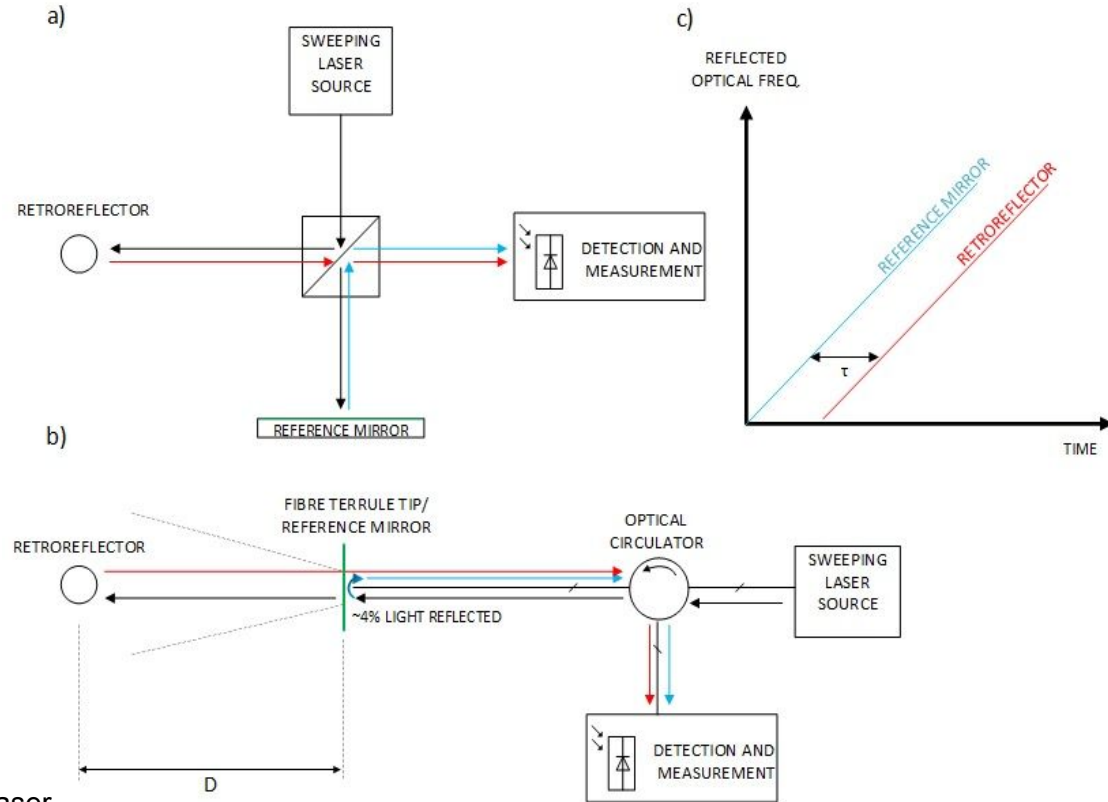 a)
SWEEPING
LASER
SOURCE
RETROREFLECTOR
DETECTION AND
MEASUREMENT
REFERENCE MIRROR
c)
REFLECTED
OPTICAL FREQ.
REFERENCE MIRROR
RETROREFLECTOR
τ
TIME
b)
FIBRE TERRULE TIP/
REFERENCE MIRROR
RETROREFLECTOR
~4% LIGHT REFLECTED
OPTICAL
CIRCULATOR
SWEEPING
LASER
SOURCE
DETECTION AND
MEASUREMENT
D